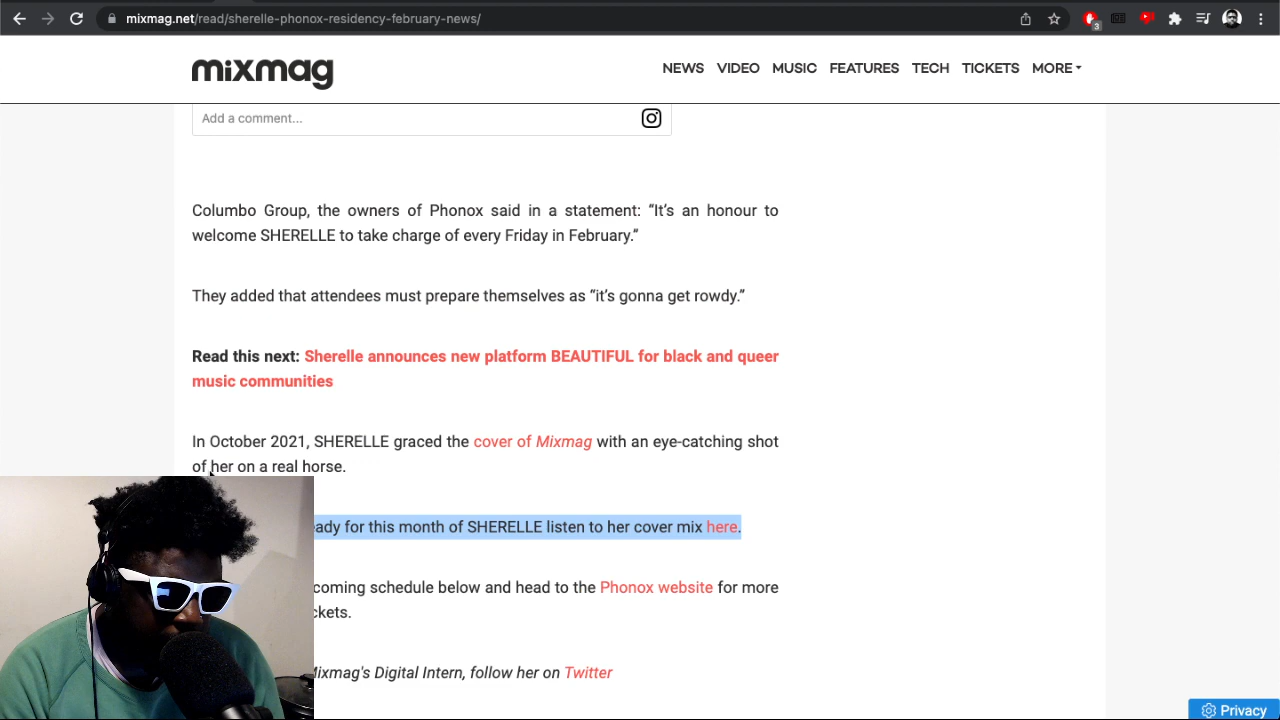 mixmag.net/read/sherelle-phonox-residency-february-news/
3
mixmag
NEWS VIDEO MUSIC FEATURES TECH TICKETS MORE
Add a comment...
Columbo Group, the owners of Phonox said in a statement: “It’s an honour to
welcome SHERELLE to take charge of every Friday in February.”
They added that attendees must prepare themselves as “it’s gonna get rowdy.”
Read this next: Sherelle announces new platform BEAUTIFUL for black and queer
music communities
In October 2021, SHERELLE graced the cover of Mixmag with an eye-catching shot
of her on a real horse.
for this month of SHERELLE listen to her cover mix here.
coming schedule below and head to the Phonox website for more
Mixmag's Digital Intern, follow her on Twitter
Privacy